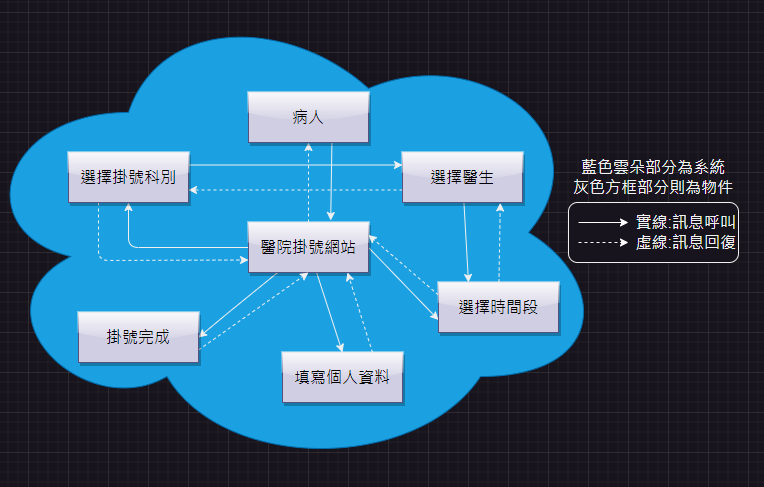 病人
選擇掛號科別
選擇醫生
醫院掛號網站
掛號完成
選擇時間段
填寫個人資料
藍色雲朵部分為系統
灰色方框部分則為物件
實線:訊息呼叫
虛線:訊息回復